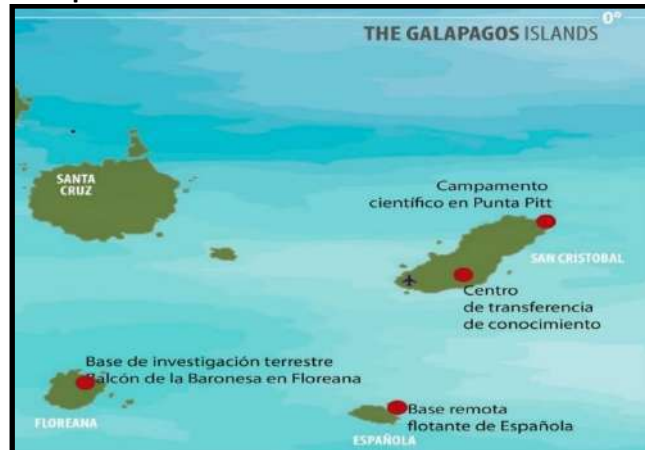 0°
THE GALAPAGOS ISLANDS
SANTA
CRUZ
Campamento
científico en Punta Pitt
SAN CRISTOBAL
Centro
de transferencia
de conocimiento
Base de investigación terrestre
Balcón de la Baronesa en Floreana
FLOREANA
Base remota
flotante de Española
ESPAÑOLA